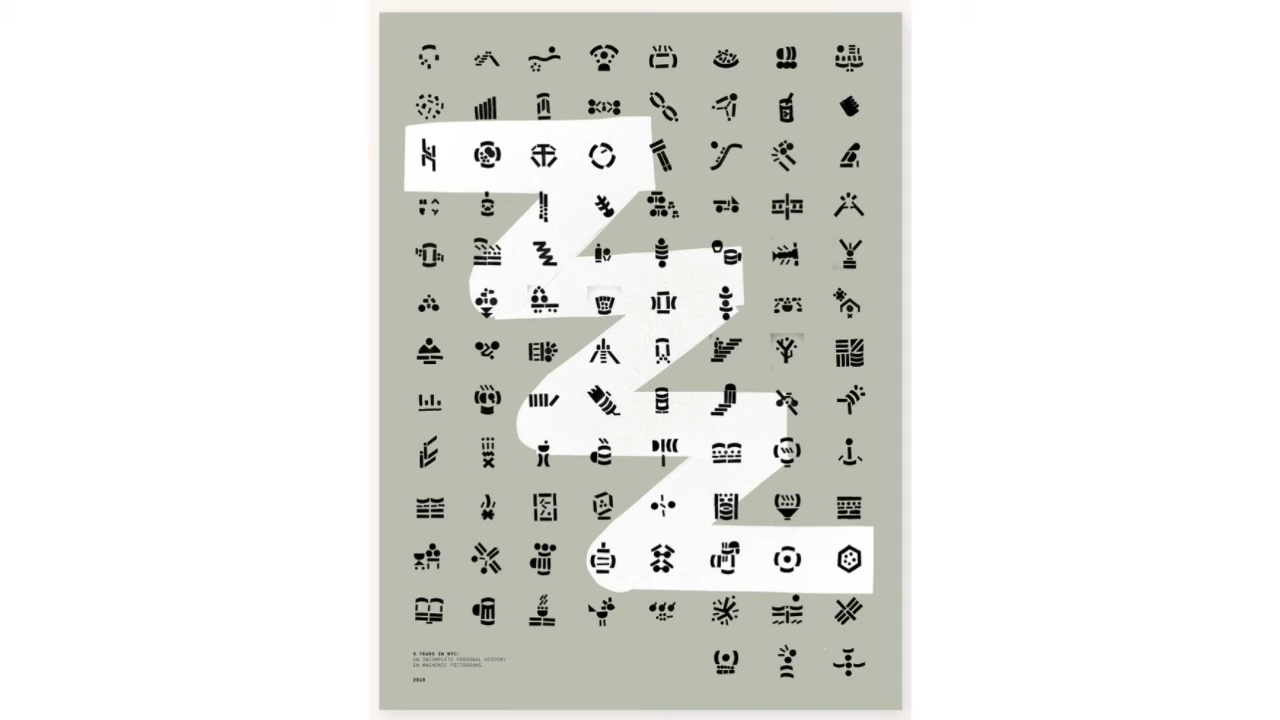 5 YEARS IN NYC:
AN INCOMPLETE PERSONAL HISTORY
IN MNEMONIC PICTOGRAMS
2019